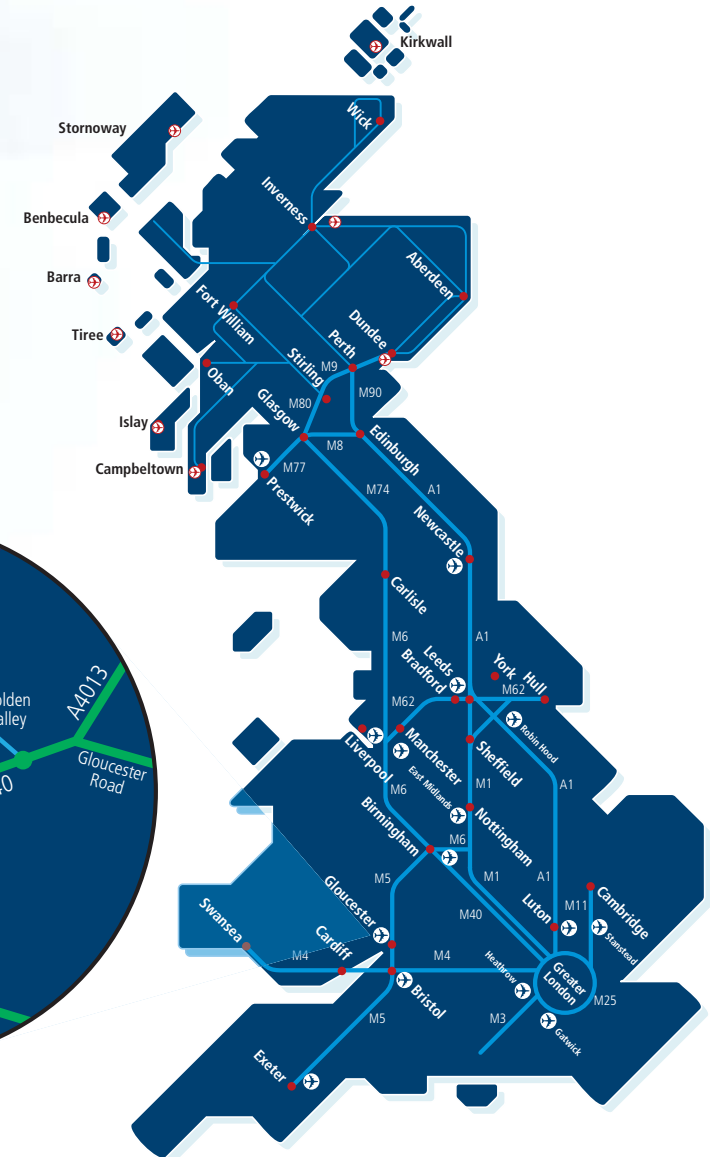 Kirkwall
Wick
Stornoway
Inverness
Benbecula
Barra
Aberdeen
Fort William
Tiree
Dundee
Perth
Stirling
M9
Oban
M80
M90
Glasgow
Islay
M8
Edinburgh
Campbeltown
M77
Prestwick
M74
A1
Newcastle
Carlisle
M6
A1
Leeds
Bradford
York
Hull
M62
M62
A4013
alley
Gloucester
Road
Robin Hood
Liverpool
Manchester
Sheffield
East Midlands
M1
A1
M6
Birmingham
Nottingham
M6
M5
M1
A1
M40
M11
Cambridge
Luton
Stanstead
Gloucester
Swansea
Cardiff
M4
M4
Heathrow
Greater
London
M25
Bristol
M5
M3
Gatwick
Exeter